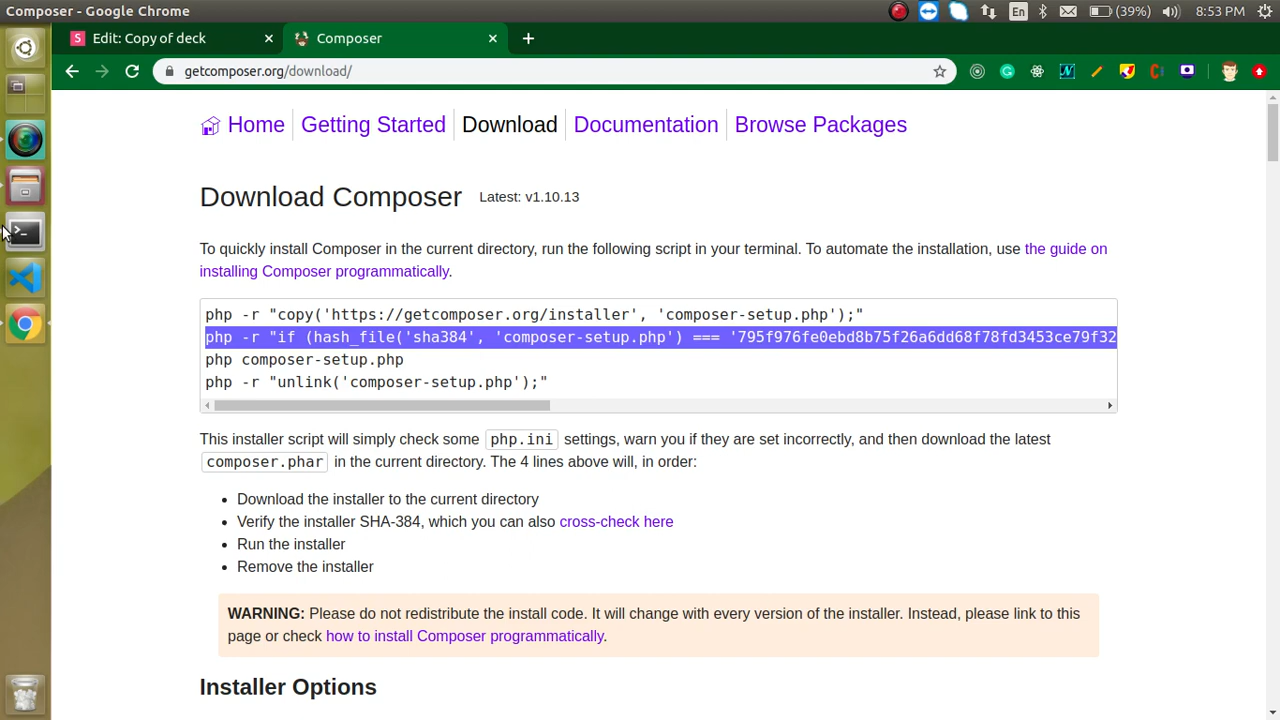 Composer - Google Chrome
En
(39%)
8:53 PM
S Edit: Copy of deck
Composer
getcomposer.org/download/
Home
Getting Started
Download
Documentation
Browse Packages
Download Composer Latest: v1.10.13
To quickly install Composer in the current directory, run the following script in your terminal. To automate the installation, use the guide on
installing Composer programmatically.
php -r "copy('https://getcomposer.org/installer', 'composer-setup.php');"
php -r "if (hash_file('sha384', 'composer-setup.php') === '795f976fe0ebd8b75f26a6dd68f78fd3453ce79f32
php composer-setup.php
php -r "unlink('composer-setup.php');"
This installer script will simply check some php.ini settings, warn you if they are set incorrectly, and then download the latest
composer.phar in the current directory. The 4 lines above will, in order:
• Download the installer to the current directory
• Verify the installer SHA-384, which you can also cross-check here
• Run the installer
• Remove the installer
WARNING: Please do not redistribute the install code. It will change with every version of the installer. Instead, please link to this
page or check how to install Composer programmatically.
Installer Options